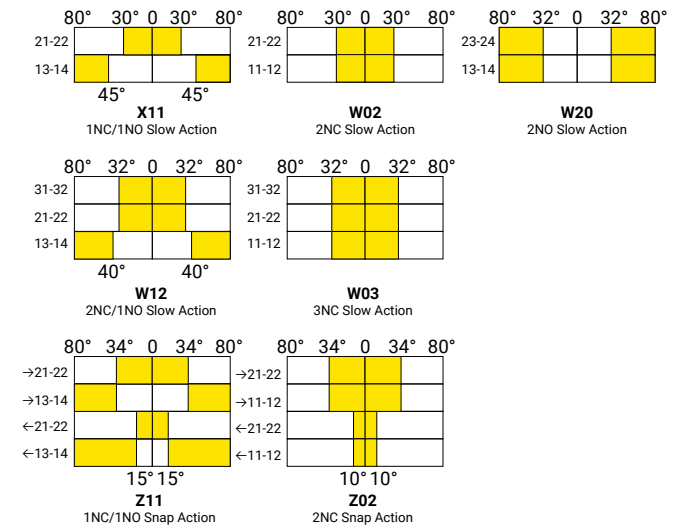 80° 30° 0 30° 80°
21-22
13-14
45° 45°
X11
1NC/1NO Slow Action
80° 30° 0 30° 80°
21-22
11-12
W02
2NC Slow Action
80° 32° 0 32° 80°
23-24
13-14
W20
2NO Slow Action
80° 32° 0 32° 80°
31-32
21-22
13-14
40° 40°
W12
2NC/1NO Slow Action
80° 32° 0 32° 80°
31-32
21-22
11-12
W03
3NC Slow Action
80° 34° 0 34° 80°
→21-22
→13-14
←21-22
←13-14
15° 15°
Z11
1NC/1NO Snap Action
80° 34° 0 34° 80°
→21-22
→11-12
←21-22
←11-12
10° 10°
Z02
2NC Snap Action